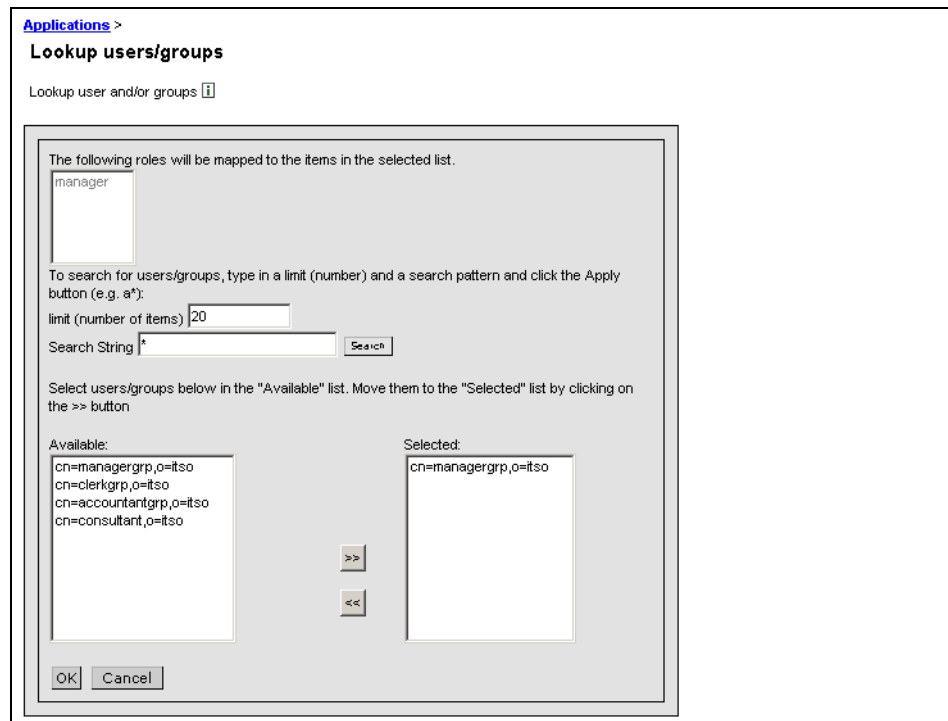 Applications >
Lookup users/groups
Lookup user and/or groups i
The following roles will be mapped to the items in the selected list.
manager
To search for users/groups, type in a limit (number) and a search pattern and click the Apply
button (e.g. a*):
limit (number of items) 20
Search String * Search
Select users/groups below in the "Available" list. Move them to the "Selected" list by clicking on
the >> button
Available: Selected:
cn=managergrp,o=itso cn=managergrp,o=itso
cn=clerkgrp,o=itso
cn=accountantgrp,o=itso
cn=consultant,o=itso
>>
<<
OK Cancel